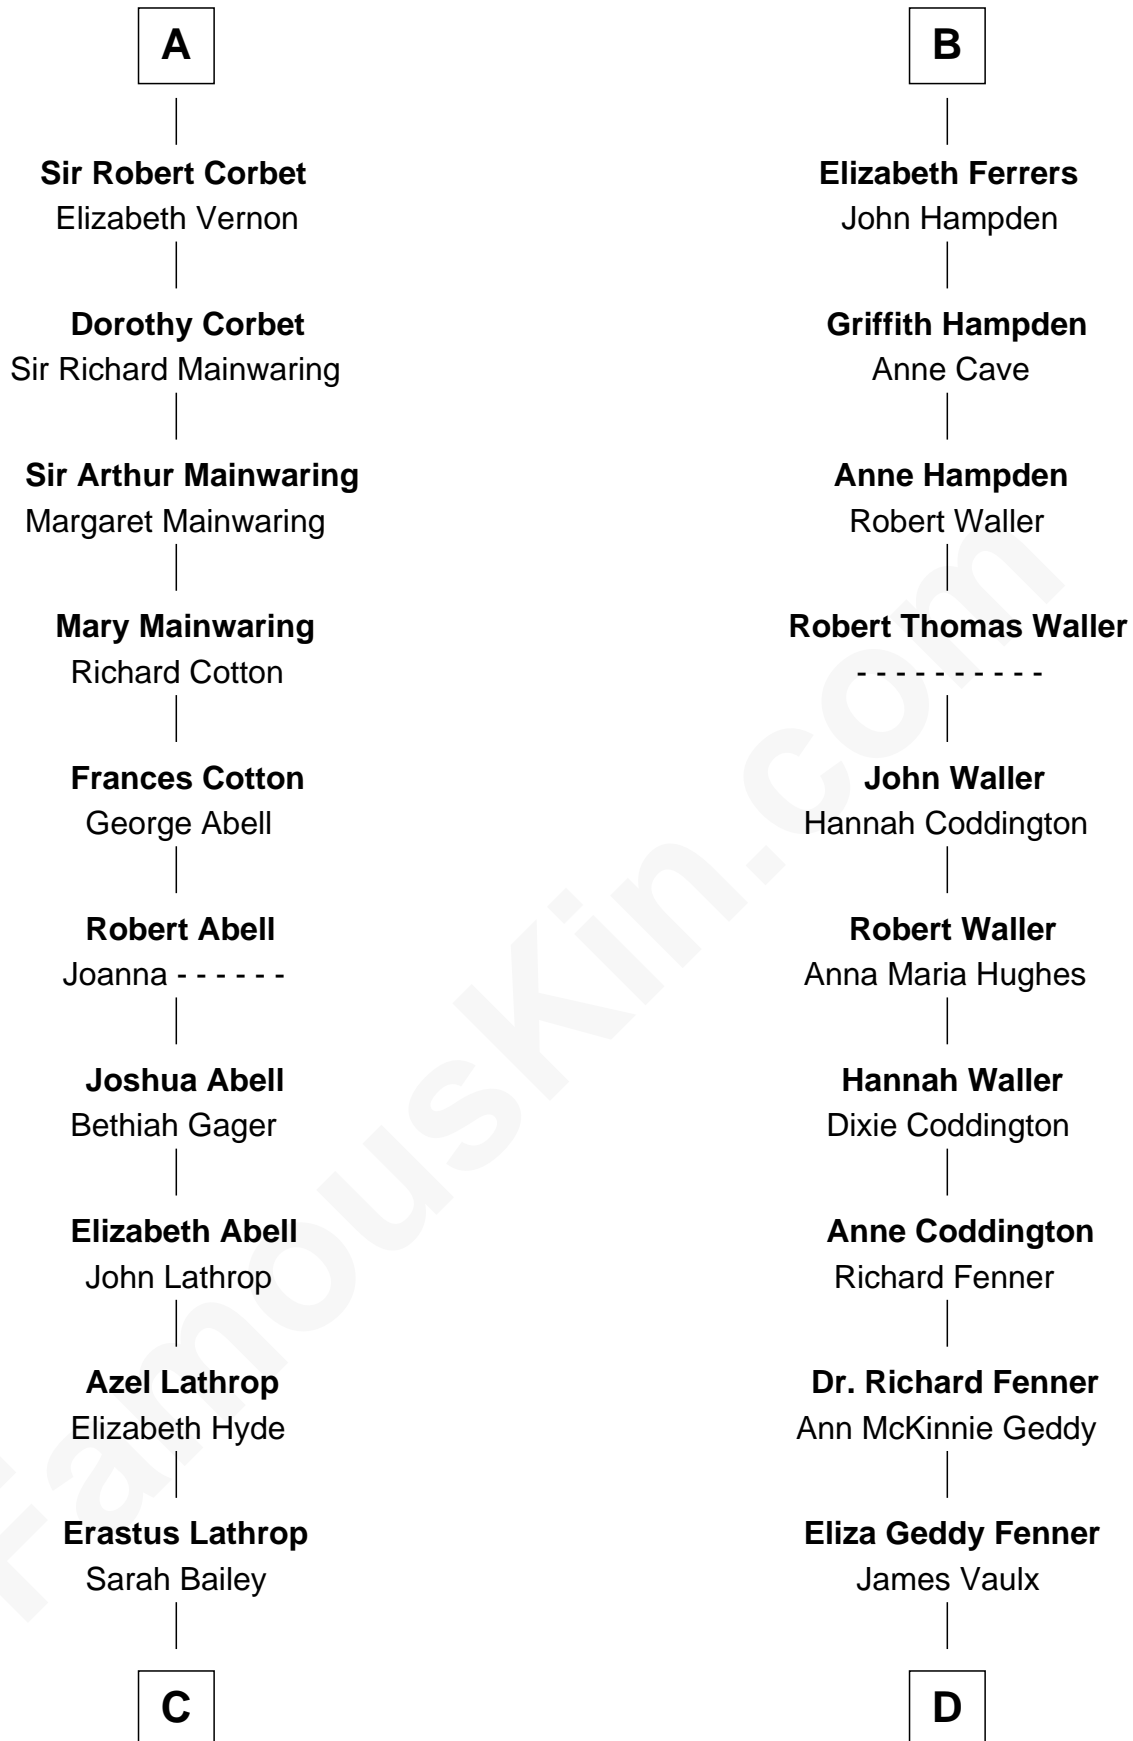 A
Sir Robert Corbet
Elizabeth Vernon
Dorothy Corbet
Sir Richard Mainwaring
Sir Arthur Mainwaring
Margaret Mainwaring
Mary Mainwaring
Richard Cotton
Frances Cotton
George Abell
Robert Abell
Joanna - - - - - -
Joshua Abell
Bethiah Gager
Elizabeth Abell
John Lathrop
Azel Lathrop
Elizabeth Hyde
Erastus Lathrop
Sarah Bailey
C
B
Elizabeth Ferrers
John Hampden
Griffith Hampden
Anne Cave
Anne Hampden
Robert Waller
Robert Thomas Waller
- - - - - - - - - -
John Waller
Hannah Coddington
Robert Waller
Anna Maria Hughes
Hannah Waller
Dixie Coddington
Anne Coddington
Richard Fenner
Dr. Richard Fenner
Ann McKinnie Geddy
Eliza Geddy Fenner
James Vaulx
D
FamousKin.com